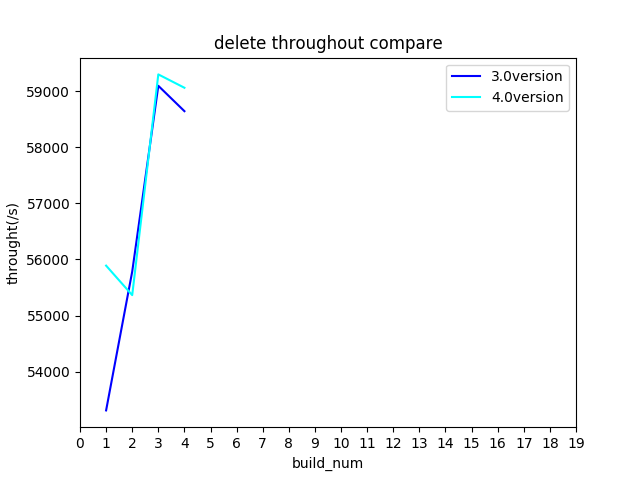 delete throughout compare
3.0version
4.0version
59000
58000
57000
56000
55000
54000
throught(/s)
0 1 2 3 4 5 6 7 8 9 10 11 12 13 14 15 16 17 18 19
build_num